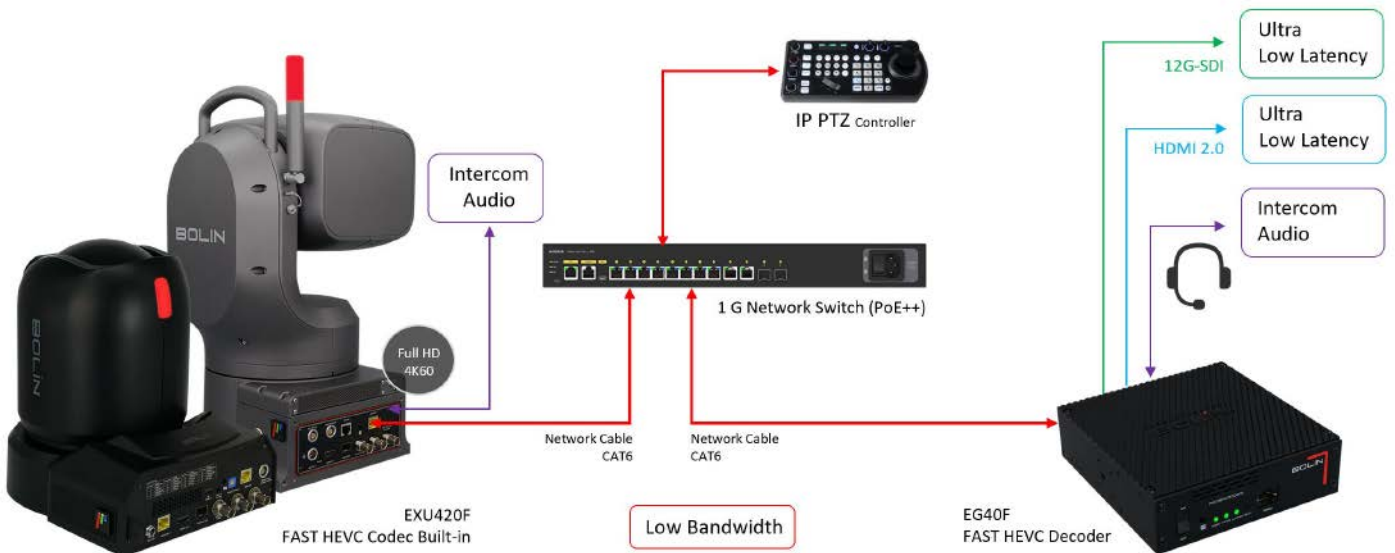 Ultra
Low Latency
12G-SDI
Ultra
Low Latency
HDMI 2.0
IP PTZ Controller
Intercom
Audio
Intercom
Audio
BOLIN
BOLIN
1 G Network Switch (PoE++)
Full HD
4K60
Network Cable
CAT6
Network Cable
CAT6
BOLIN
EXU420F
FAST HEVC Codec Built-in
Low Bandwidth
EG40F
FAST HEVC Decoder